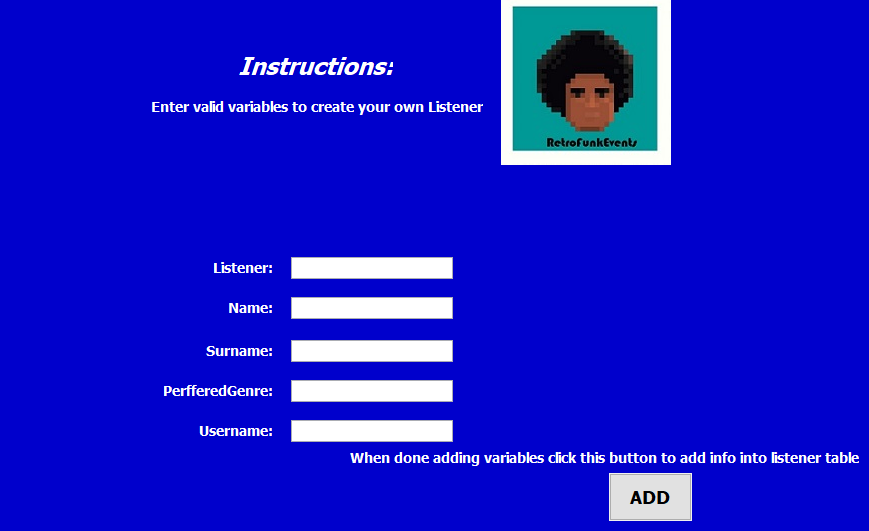 Instructions:
Enter valid variables to create your own Listener
RetroFunkEvents
Listener:
Name:
Surname:
PerfferedGenre:
Username:
When done adding variables click this button to add info into listener table
ADD